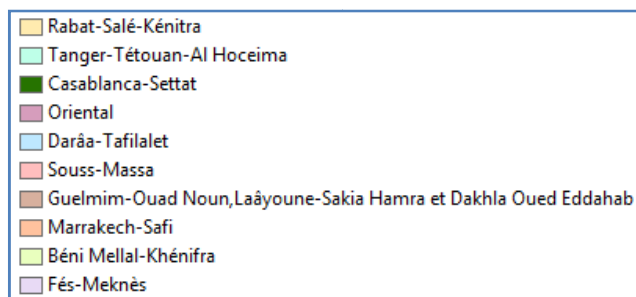 Rabat-Salé-Kénitra
Tanger-Tétouan-Al Hoceima
Casablanca-Settat
Oriental
Darâa-Tafilalet
Souss-Massa
Guelmim-Ouad Noun,Laâyoune-Sakia Hamra et Dakhla Oued Eddahab
Marrakech-Safi
Béni Mellal-Khénifra
Fés-Meknès